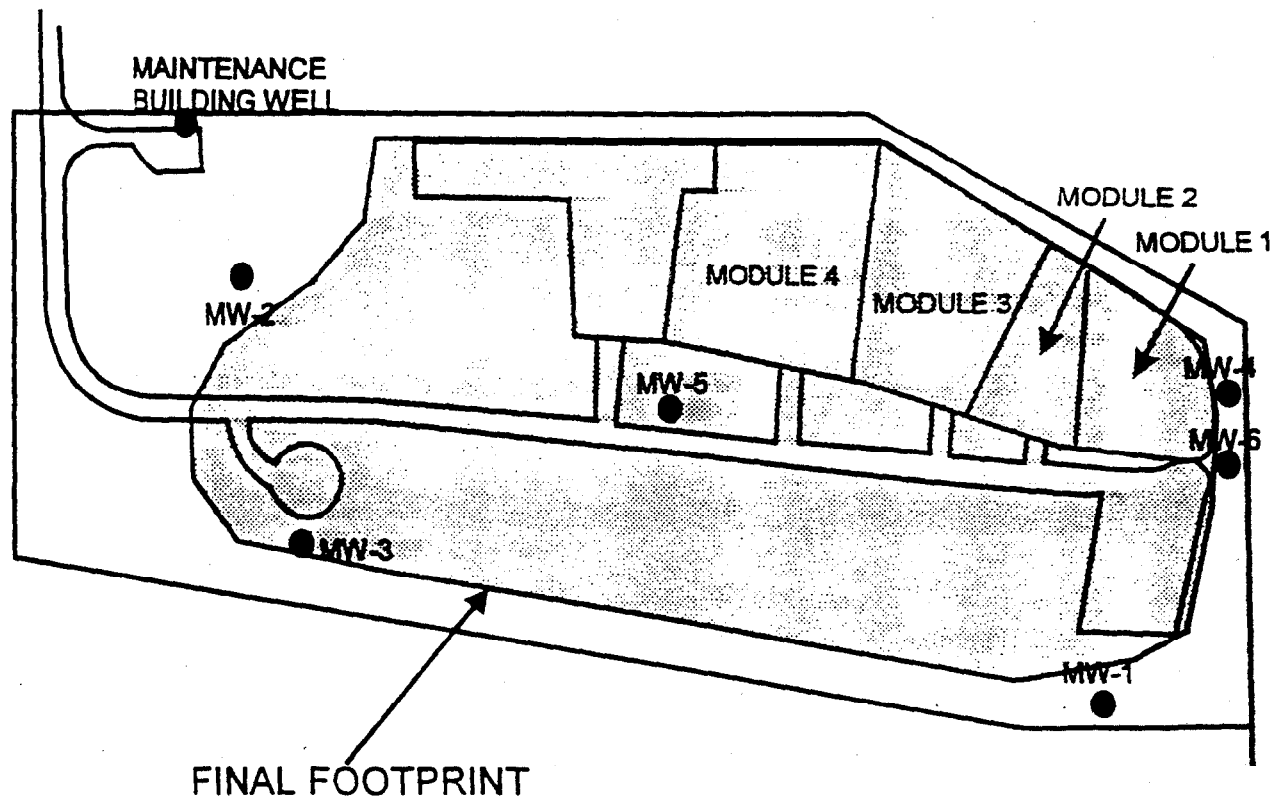 MAINTENANCE
BUILDING WELL
MODULE 2
MODULE 1
MODULE 4
MODULE 3
MW-2
MW-4
MW-5
MW-6
MW-3
MW-1
FINAL FOOTPRINT